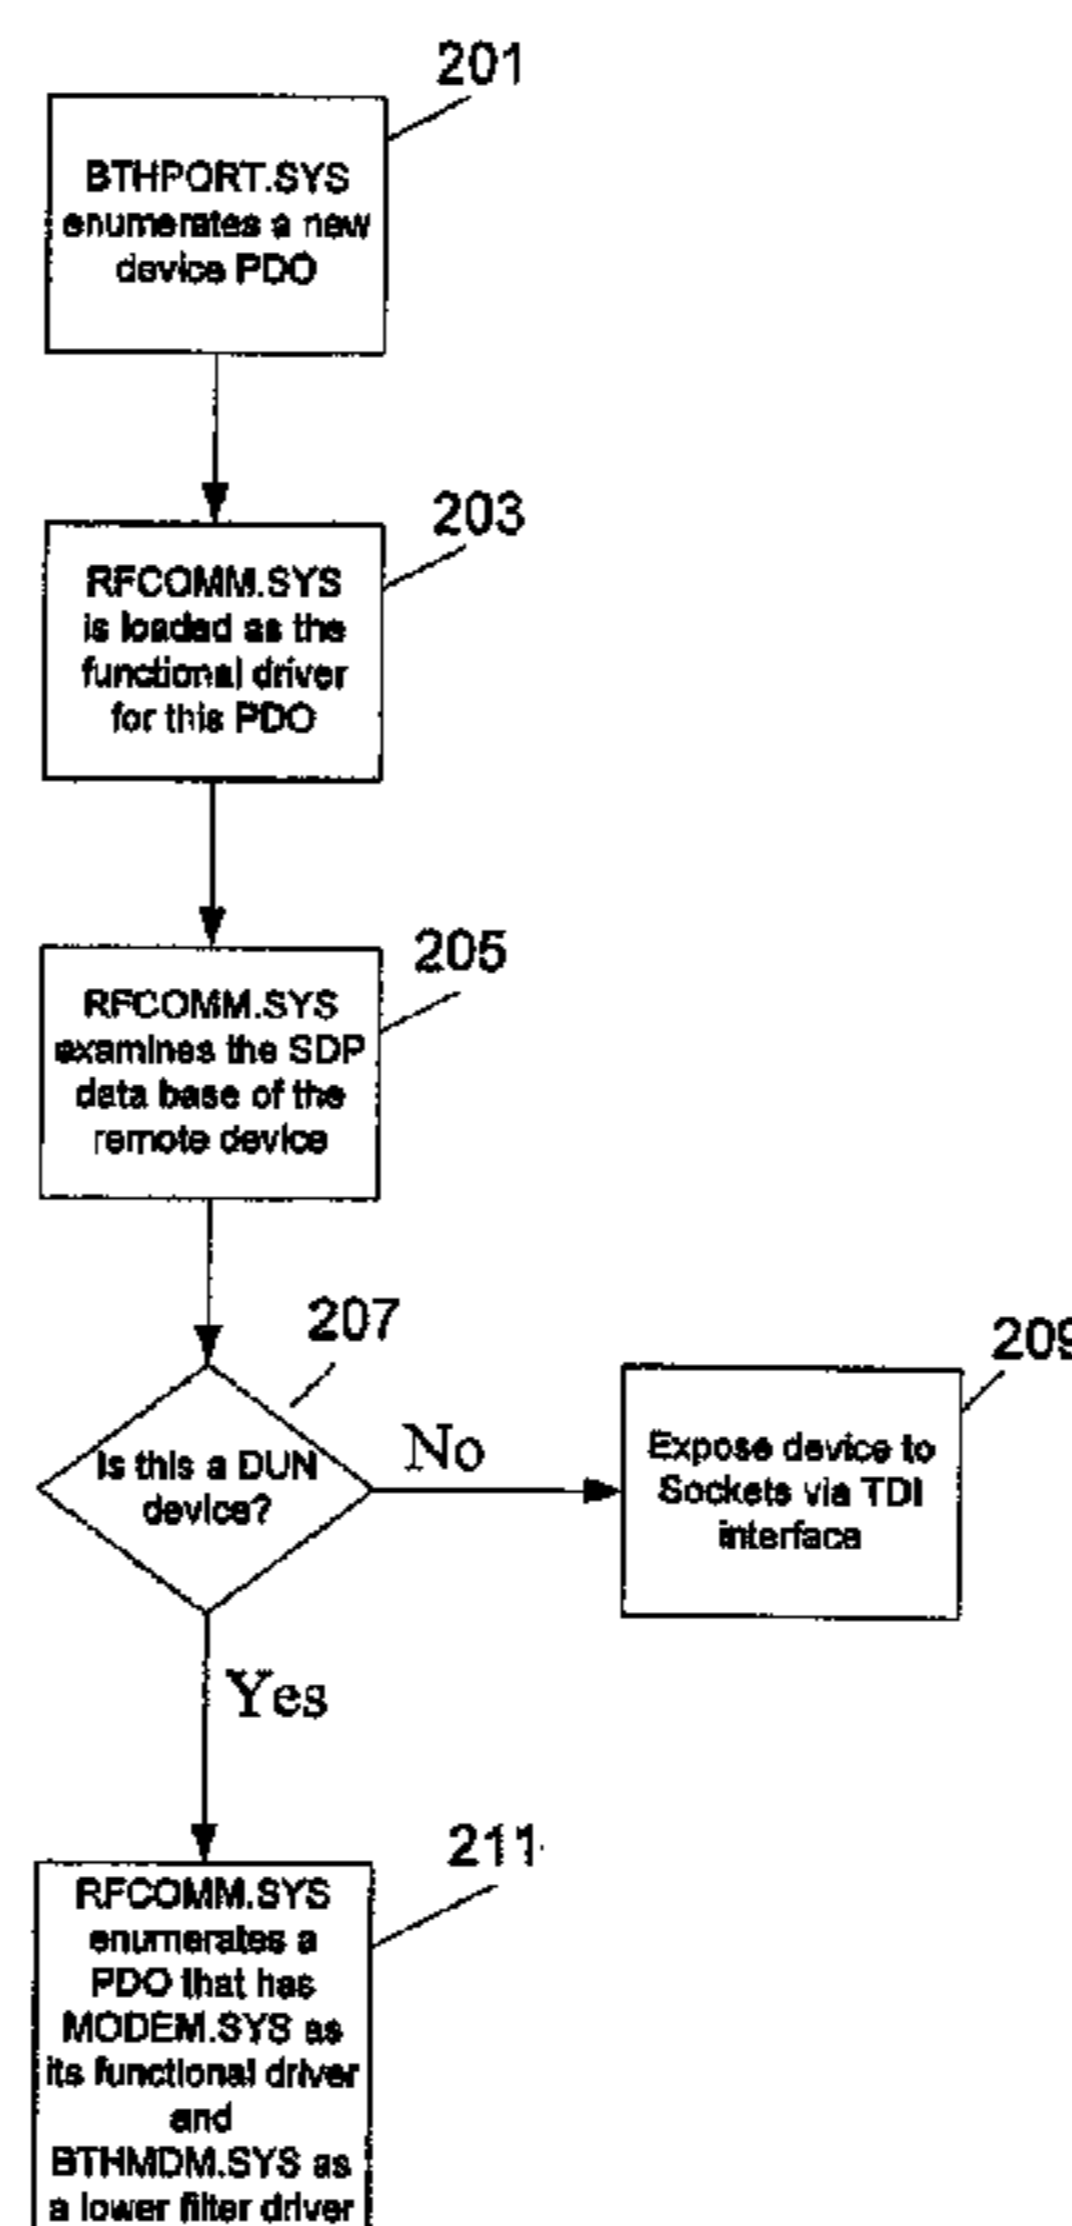 201
BTHPORT.SYS
enumerates a new
device PDO
203
RFCOMM.SYS
is loaded as the
functional driver
for this PDO
205
RFCOMM.SYS
examines the SDP
data base of the
remote device
207
Is this a DUN
device?
No
209
Expose device to
Sockets via TDI
interface
Yes
211
RFCOMM.SYS
enumerates a
PDO that has
MODEM.SYS as
its functional driver
and
BTHMDM.SYS as
a lower filter driver